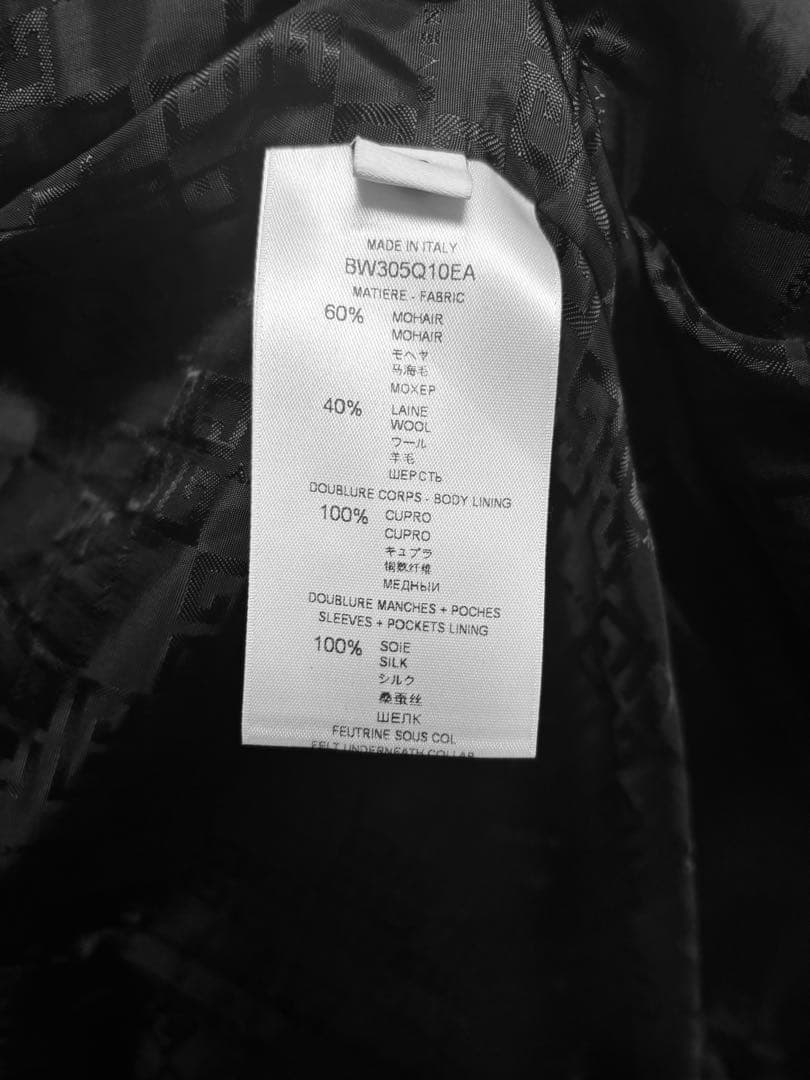 MADE IN ITALY
BW305Q10EA
MATIERE - FABRIC
60% MOHAIR
MOHAIR
モヘヤ
马海毛
МОХЕР
40% LAINE
WOOL
ウール
羊毛
ШЕРСТЬ
DOUBLURE CORPS - BODY LINING
100% CUPRO
CUPRO
キュプラ
铜氨纤维
МЕДНЫЙ
DOUBLURE MANCHES + POCHES
SLEEVES + POCKETS LINING
100% SOIE
SILK
シルク
桑蚕丝
ШЕЛК
FEUTRINE SOUS COL
FELT UNDERNEATH COLLAR